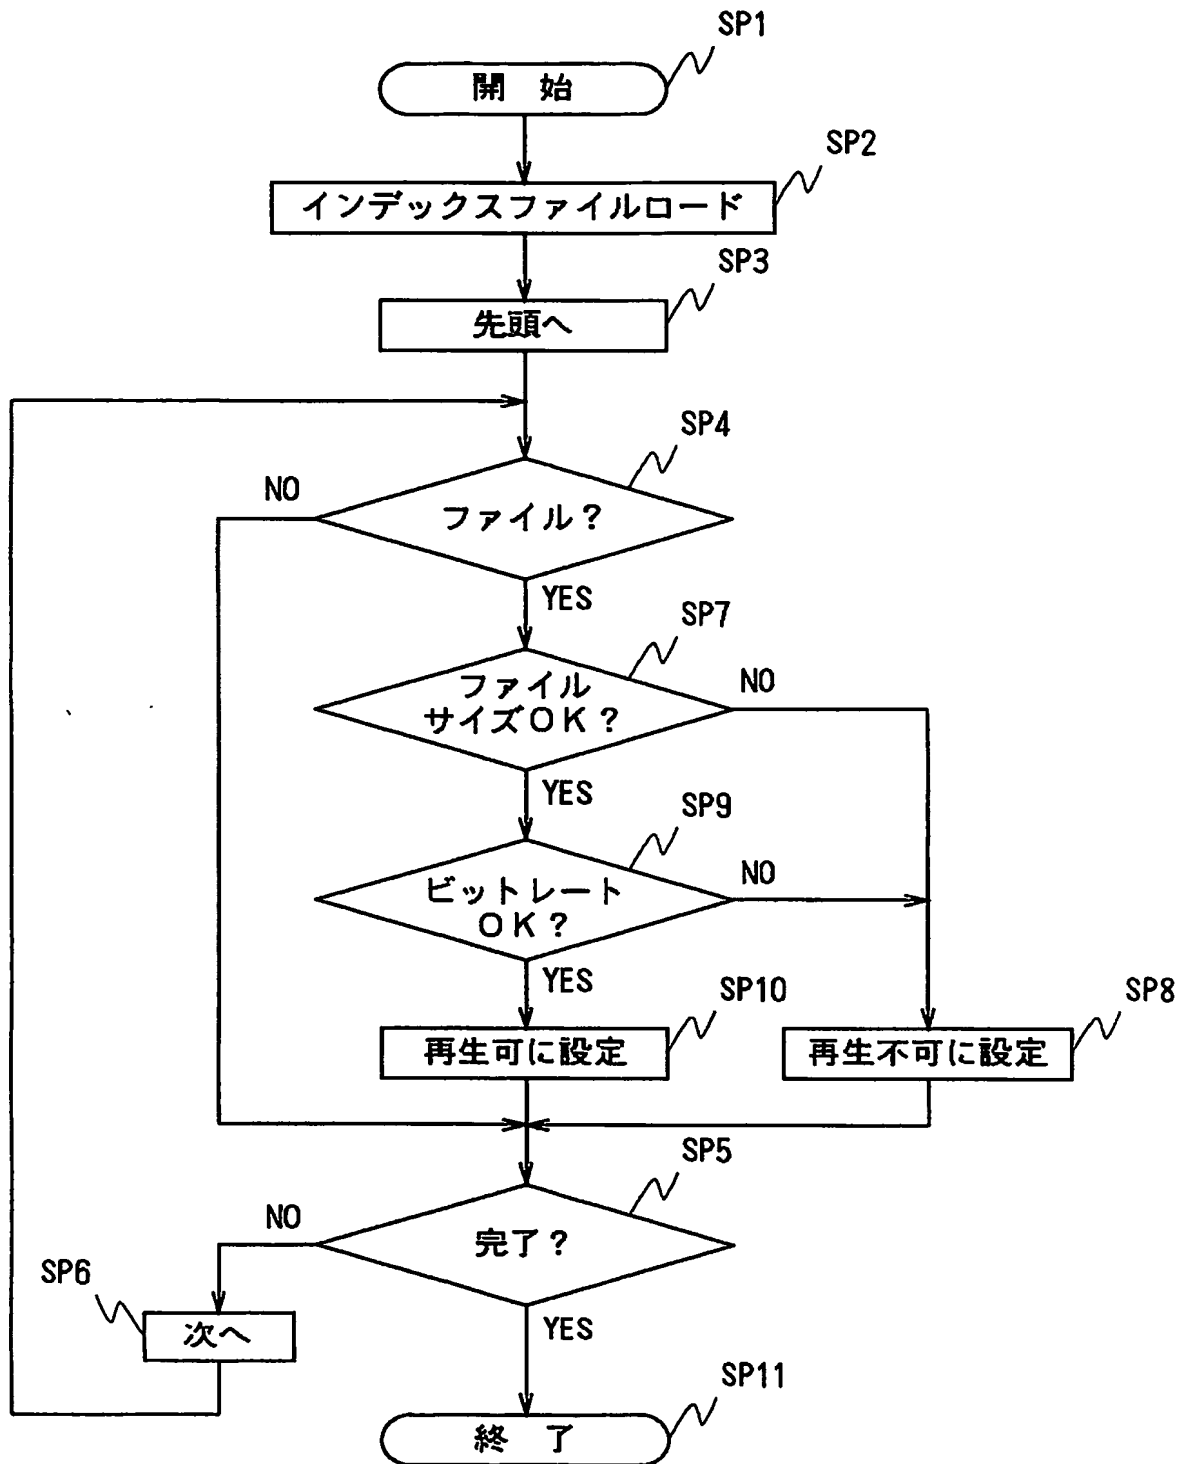 SP1
開 始
SP2
インデックスファイルロード
SP3
先頭へ
SP4
NO
ファイル?
YES
SP7
ファイル
サイズOK?
NO
YES
SP9
ビットレート
OK?
NO
YES
SP10
再生可に設定
SP8
再生不可に設定
SP5
NO
完了?
SP6
次へ
YES
SP11
終 了